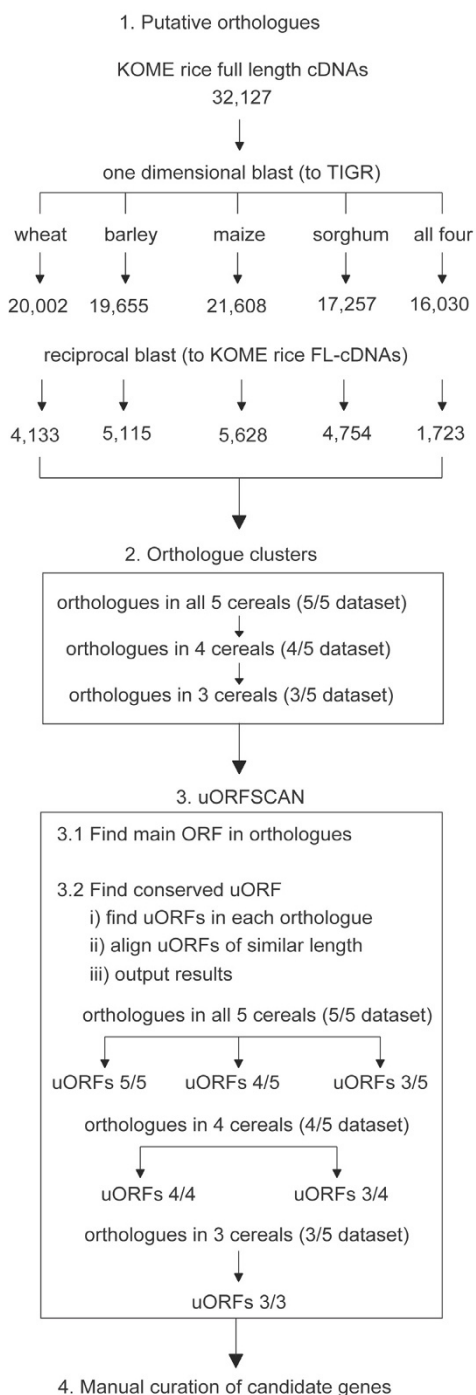 1. Putative orthologues
KOME rice full length cDNAs
32,127
one dimensional blast (to TIGR)
wheat barley maize sorghum all four
20,002 19,655 21,608 17,257 16,030
reciprocal blast (to KOME rice FL-cDNAs)
4,133 5,115 5,628 4,754 1,723
2. Orthologue clusters
orthologues in all 5 cereals (5/5 dataset)
orthologues in 4 cereals (4/5 dataset)
orthologues in 3 cereals (3/5 dataset)
3. uORFSCAN
3.1 Find main ORF in orthologues
3.2 Find conserved uORF
i) find uORFs in each orthologue
ii) align uORFs of similar length
iii) output results
orthologues in all 5 cereals (5/5 dataset)
uORFs 5/5 uORFs 4/5 uORFs 3/5
orthologues in 4 cereals (4/5 dataset)
uORFs 4/4 uORFs 3/4
orthologues in 3 cereals (3/5 dataset)
uORFs 3/3
4. Manual curation of candidate genes